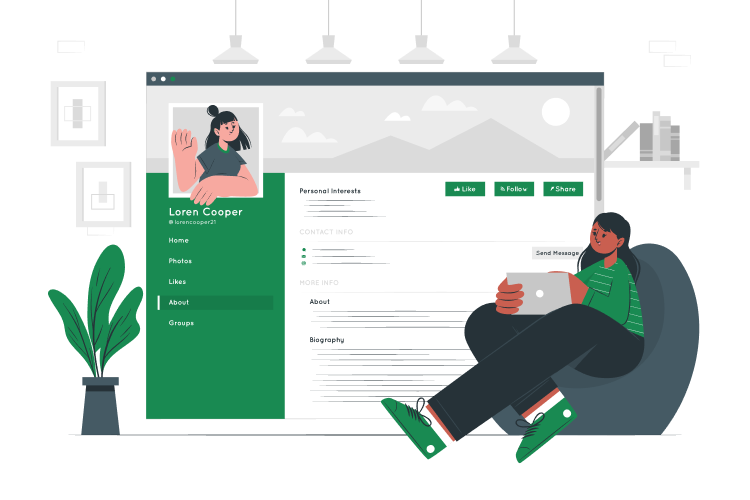 Loren Cooper
@lorencooper21
Home
Photos
Likes
About
Groups
Personal Interests
Like
Follow
Share
CONTACT INFO
Send Message
MORE INFO
About
Biography